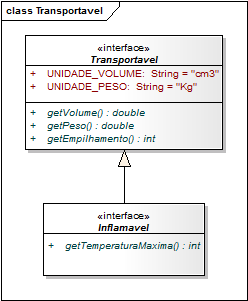 class Transportavel
«interface»
Transportavel
+ UNIDADE_VOLUME: String = "cm3"
+ UNIDADE_PESO: String = "Kg"
+ getVolume() : double
+ getPeso() : double
+ getEmpilhamento() : int
«interface»
Inflamavel
+ getTemperaturaMaxima() : int